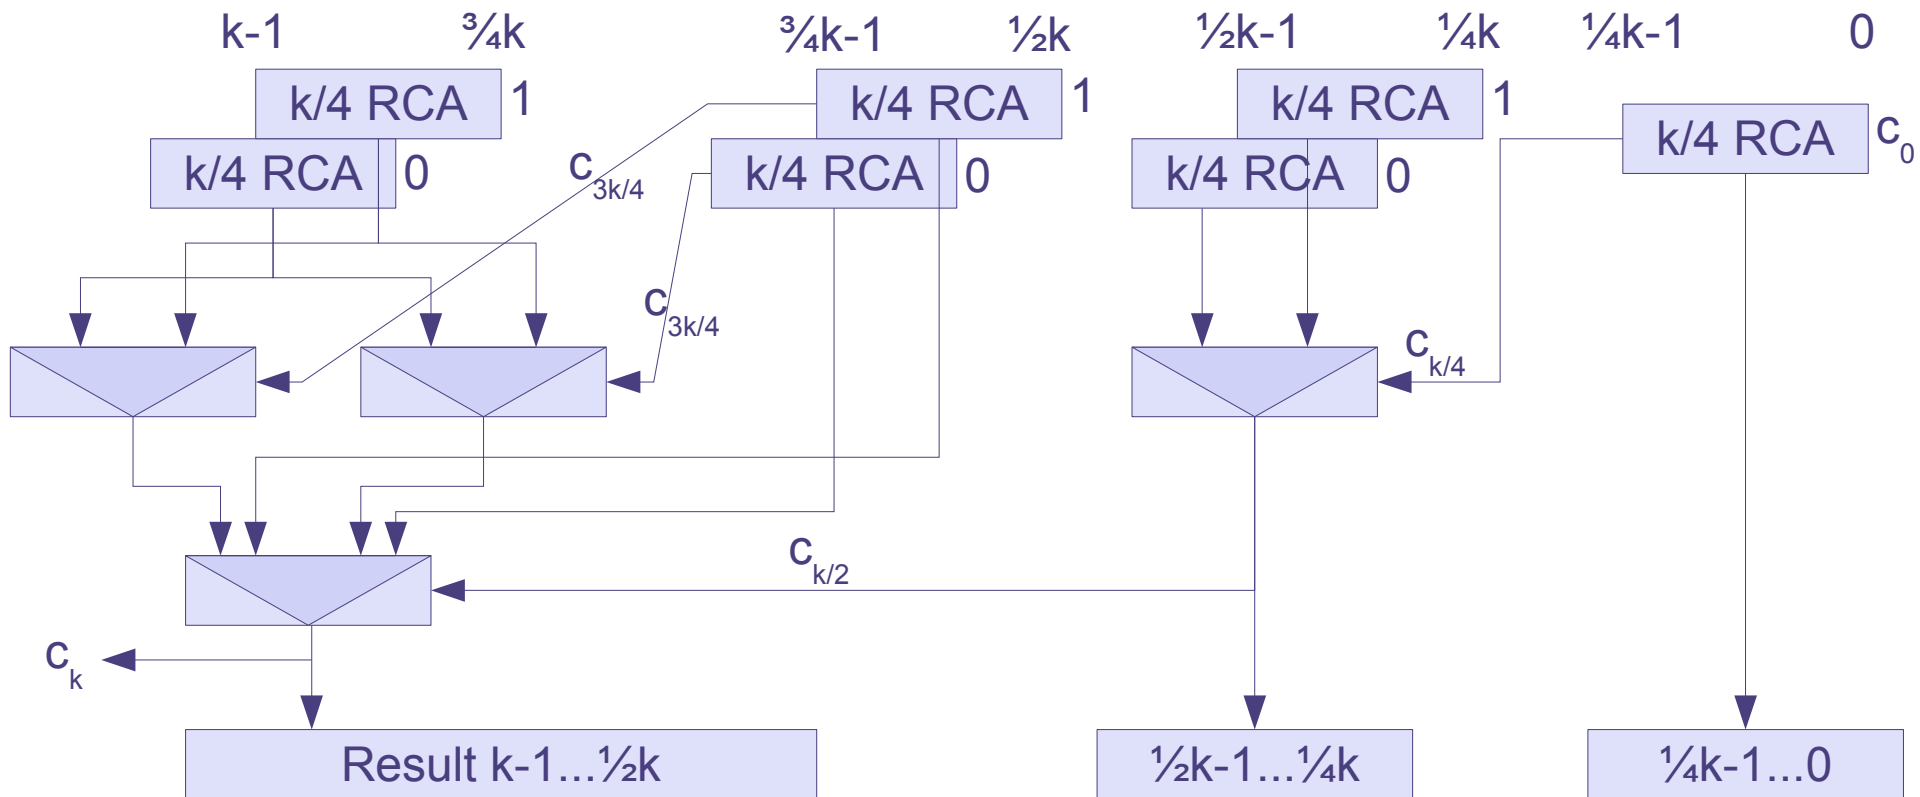 k-1 ¾k ¾k-1 ½k ½k-1 ¼k ¼k-1 0
k/4 RCA 1 k/4 RCA 1 k/4 RCA 1
k/4 RCA c0
k/4 RCA 0 k/4 RCA 0 k/4 RCA 0
c3k/4
c3k/4
ck/4
ck/2
ck
Result k-1...½k ½k-1...¼k ¼k-1...0